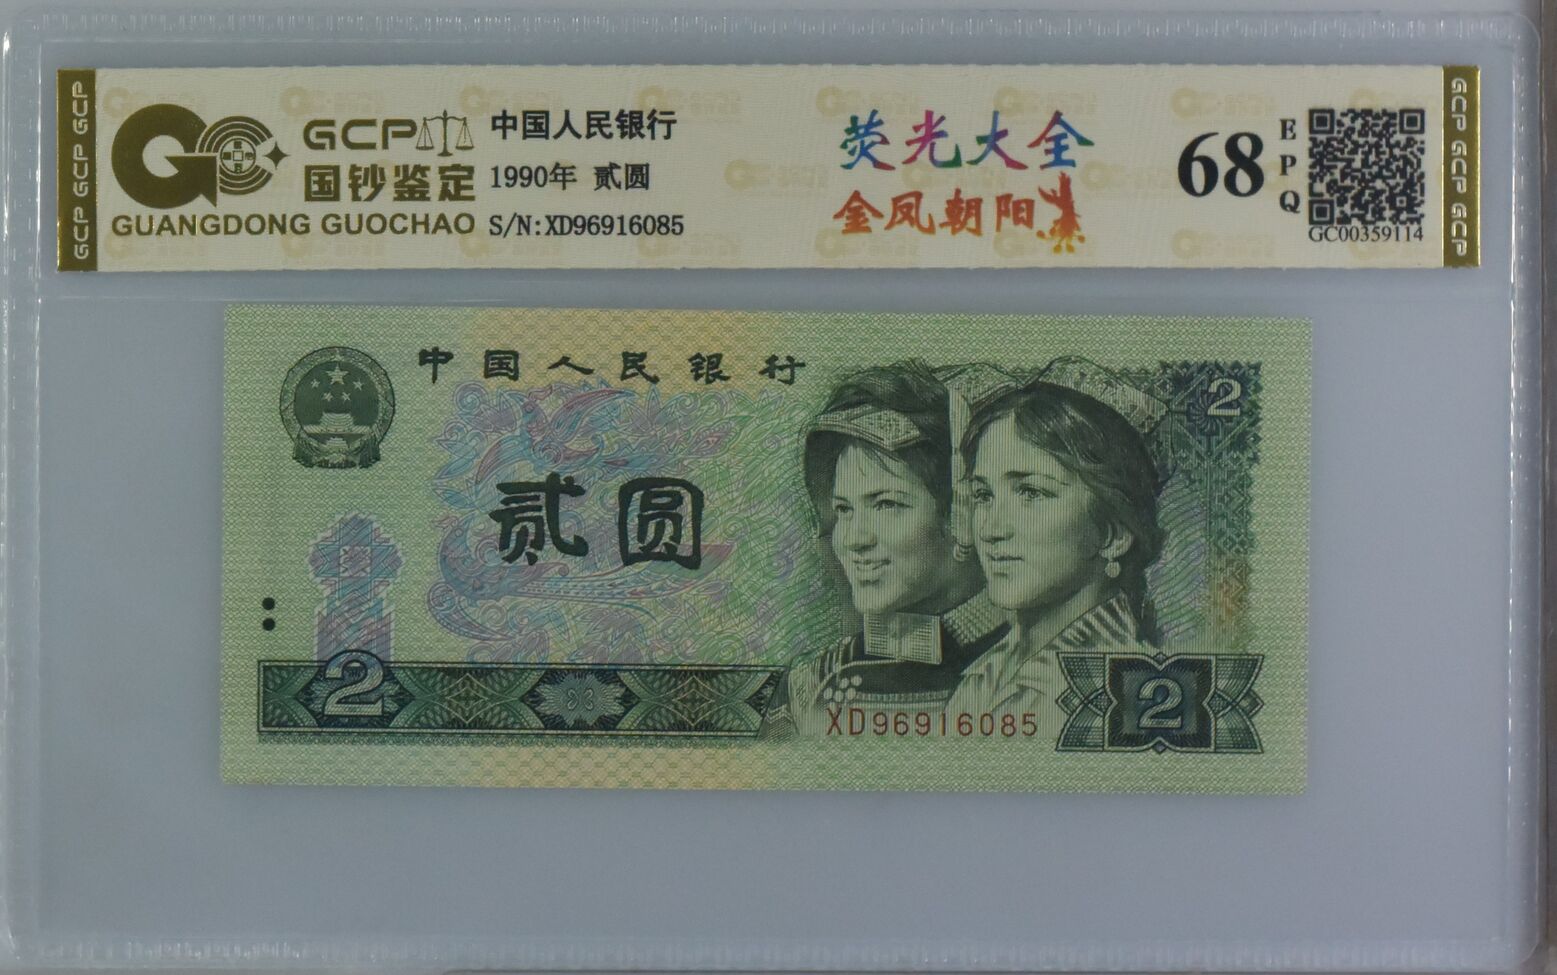 GCP GCP GCP
GCP
国钞鉴定
GUANGDONG GUOCHAO
中国人民银行
1990年 贰圆
S/N:XD96916085
荧光大全
金凤朝阳
68
EPQ
GC00359114
GCP GCP GCP
中国人民银行
2
贰圆
2
XD96916085
2